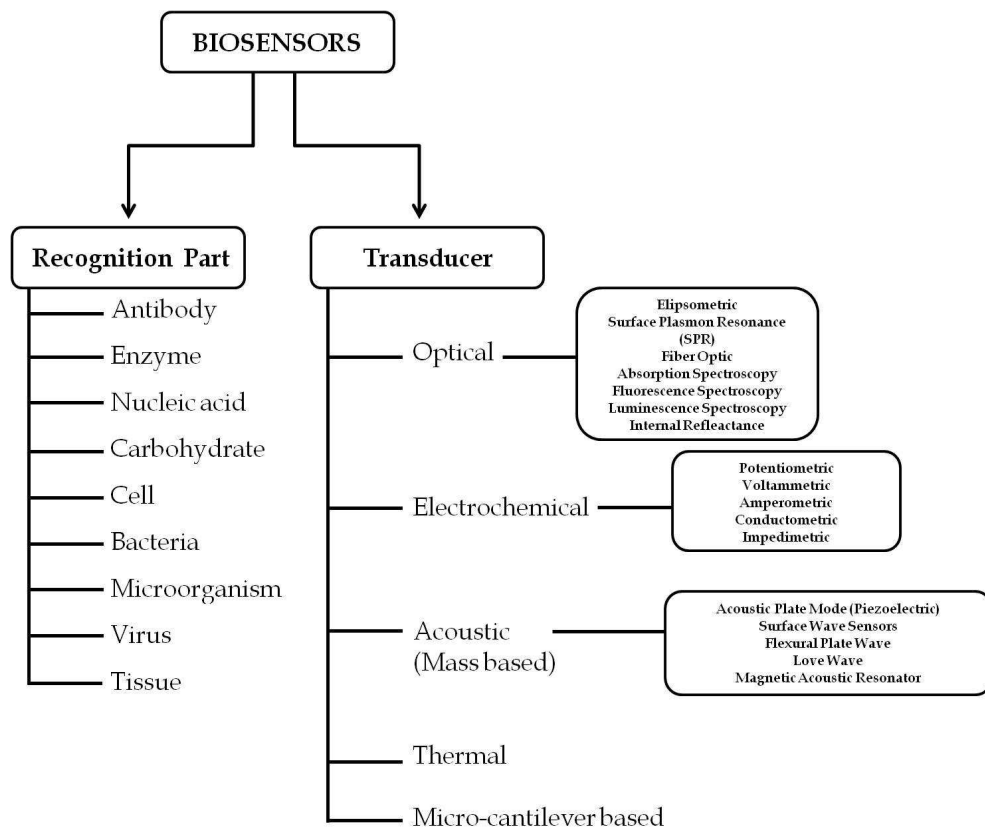 BIOSENSORS
Recognition Part
Antibody
Enzyme
Nucleic acid
Carbohydrate
Cell
Bacteria
Microorganism
Virus
Tissue
Transducer
Optical
Elipsometric
Surface Plasmon Resonance
(SPR)
Fiber Optic
Absorption Spectroscopy
Fluorescence Spectroscopy
Luminescence Spectroscopy
Internal Refleactance
Electrochemical
Potentiometric
Voltammetric
Amperometric
Conductometric
Impedimetric
Acoustic
(Mass based)
Acoustic Plate Mode (Piezoelectric)
Surface Wave Sensors
Flexural Plate Wave
Love Wave
Magnetic Acoustic Resonator
Thermal
Micro-cantilever based